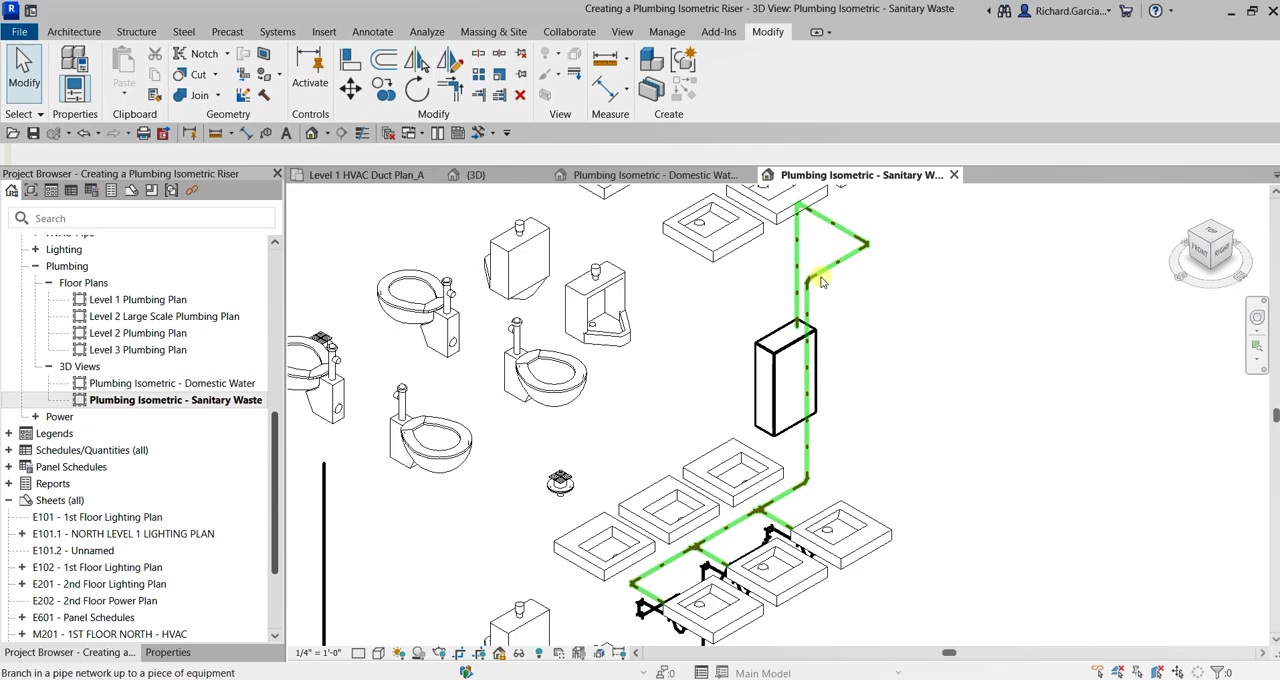 R
Creating a Plumbing Isometric Riser - 3D View: Plumbing Isometric - Sanitary Waste
Richard.Garcia...
File Architecture Structure Steel Precast Systems Insert Annotate Analyze Massing & Site Collaborate View Manage Add-Ins Modify
Modify
Paste
Notch
Cut
Join
Activate
Select Properties Clipboard Geometry Controls Modify View Measure Create
Project Browser - Creating a Plumbing Isometric Riser
Level 1 HVAC Duct Plan_A
{3D}
Plumbing Isometric - Domestic Wat...
Plumbing Isometric - Sanitary W...
Search
Lighting
Plumbing
Floor Plans
Level 1 Plumbing Plan
Level 2 Large Scale Plumbing Plan
Level 2 Plumbing Plan
Level 3 Plumbing Plan
3D Views
Plumbing Isometric - Domestic Water
Plumbing Isometric - Sanitary Waste
Power
Legends
Schedules/Quantities (all)
Panel Schedules
Reports
Sheets (all)
E101 - 1st Floor Lighting Plan
E101.1 - NORTH LEVEL 1 LIGHTING PLAN
E101.2 - Unnamed
E102 - 1st Floor Lighting Plan
E201 - 2nd Floor Lighting Plan
E202 - 2nd Floor Power Plan
E601 - Panel Schedules
M201 - 1ST FLOOR NORTH - HVAC
TOP
FRONT
RIGHT
Project Browser - Creating a...
Properties
1/4" = 1'-0"
Branch in a pipe network up to a piece of equipment
:0
Main Model
:0